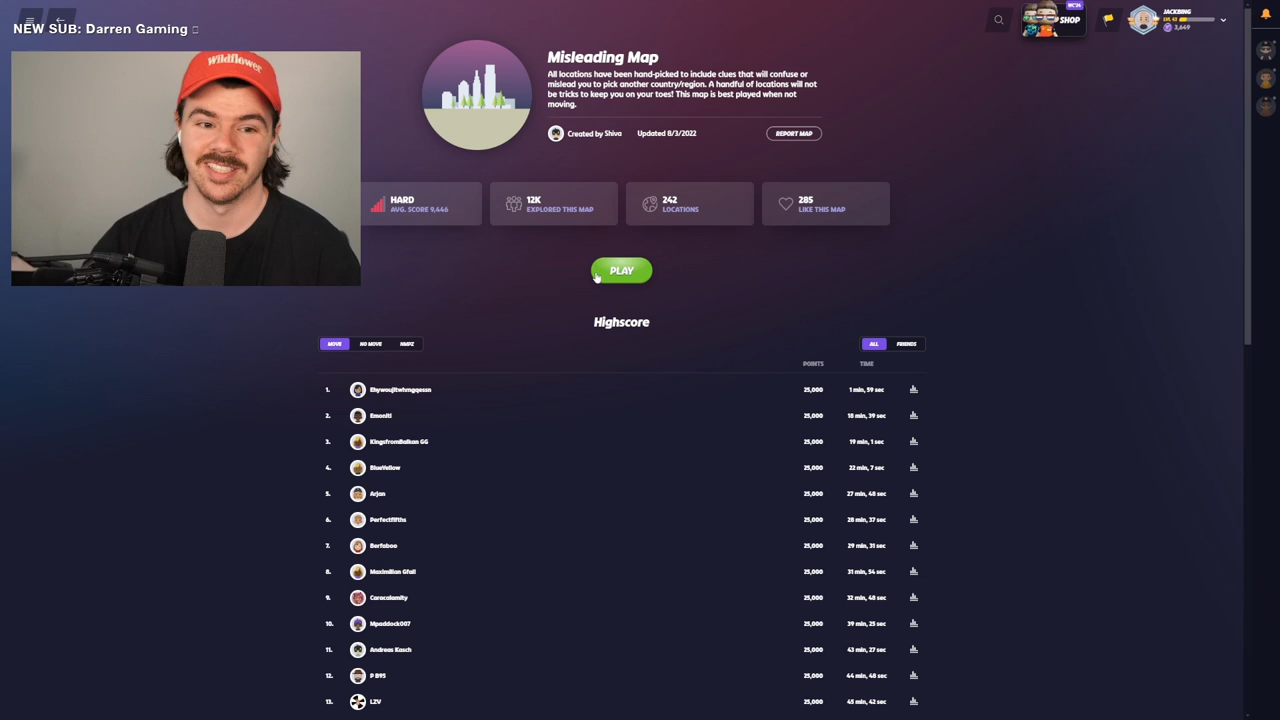 NEW SUB: Darren Gaming
WC'24
SHOP
JACKBING
LVL 43
3,649
Wildflower
Misleading Map
All locations have been hand-picked to include clues that will confuse or
mislead you to pick another country/region. A handful of locations will not
be tricks to keep you on your toes! This map is best played when not
moving.
Created by Shiva Updated 8/3/2022 REPORT MAP
HARD
AVG. SCORE 9,446
12K
EXPLORED THIS MAP
242
LOCATIONS
285
LIKE THIS MAP
PLAY
Highscore
MOVE NO MOVE NMPZ ALL FRIENDS
POINTS TIME
1. 25,000 1 min, 59 sec
2. Emoniti 25,000 18 min, 39 sec
3. KingsfromBalkan GG 25,000 19 min, 1 sec
4. BlueYellow 25,000 22 min, 7 sec
5. Arjan 25,000 27 min, 48 sec
6. Perfectfifths 25,000 28 min, 37 sec
7. Berfaboo 25,000 29 min, 31 sec
8. Maximilian Gfall 25,000 31 min, 54 sec
9. Caracalamity 25,000 32 min, 48 sec
10. Mpaddock007 25,000 39 min, 25 sec
11. Andreas Kasch 25,000 43 min, 27 sec
12. P B95 25,000 44 min, 48 sec
13. LZV 25,000 45 min, 42 sec